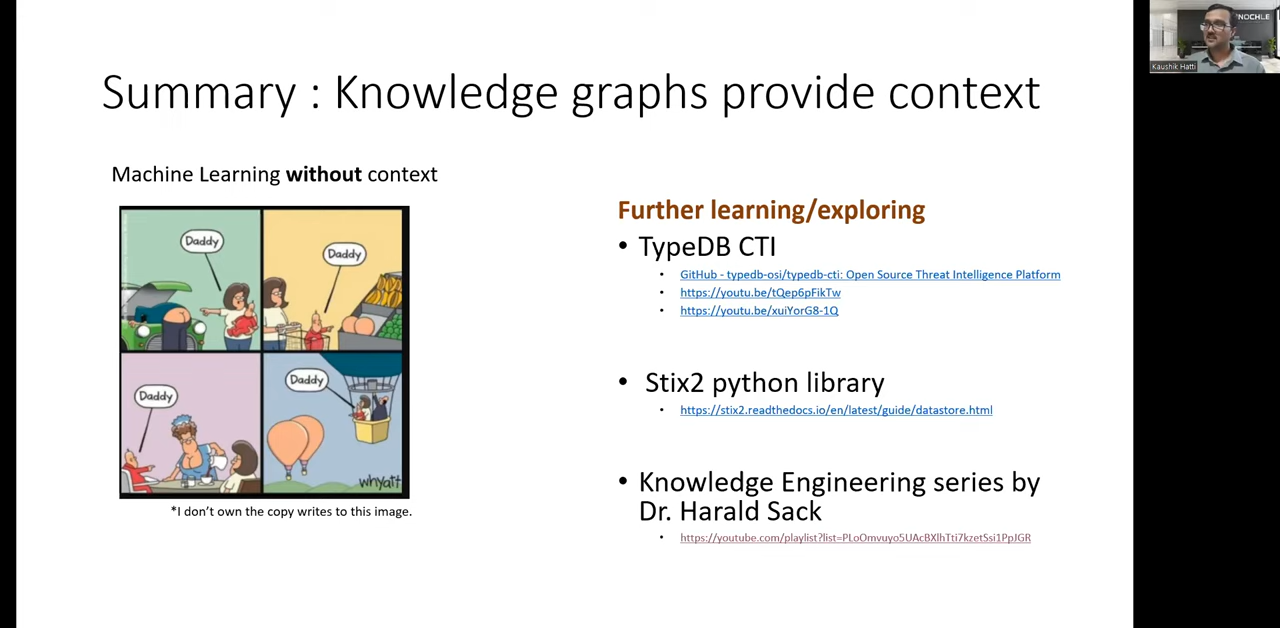 Summary : Knowledge graphs provide context
Machine Learning without context
Daddy
Daddy
Daddy
Daddy
whyatt
*I don't own the copy writes to this image.
Further learning/exploring
• TypeDB CTI
• GitHub - typedb-osi/typedb-cti: Open Source Threat Intelligence Platform
• https://youtu.be/tQep6pFikTw
• https://youtu.be/xuiYorG8-1Q
• Stix2 python library
• https://stix2.readthedocs.io/en/latest/guide/datastore.html
• Knowledge Engineering series by
Dr. Harald Sack
• https://youtube.com/playlist?list=PLoOmvuyo5UAcBXlhTti7kzetSsi1PpJGR
Kaushik Hatti